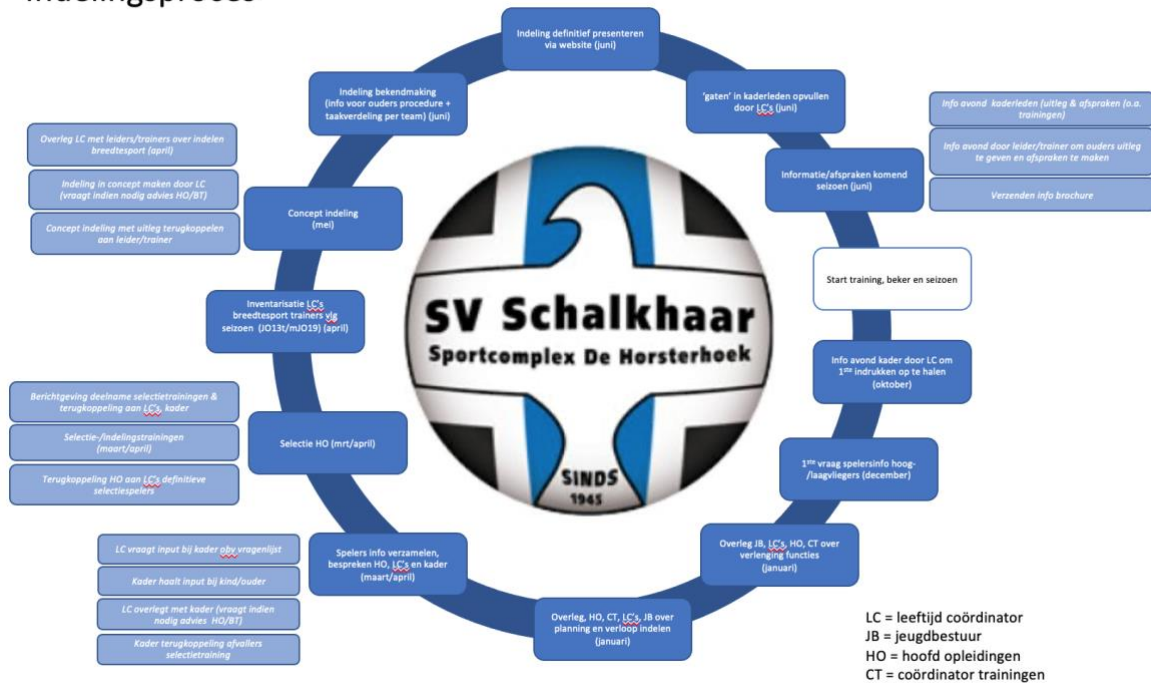 Indelingsproces
Indeling definitief presenteren
via website (juni)
'gaten' in kaderleden opvullen
door LC's (juni)
Informatie/afspraken komend
seizoen (juni)
Info avond kaderleden (uitleg & afspraken (o.a.
trainingen)
Info avond door leider/trainer om ouders uitleg
te geven en afspraken te maken
Verzenden info brochure
Start training, beker en seizoen
Info avond kader door LC om
1ste indrukken op te halen
(oktober)
1ste vraag spelersinfo hoog-
/laagvliegers (december)
Overleg JB, LC's, HO, CT over
verlenging functies
(januari)
Overleg, HO, CT, LC's, JB over
planning en verloop indelen
(januari)
Spelers info verzamelen,
bespreken HO, LC's en kader
(maart/april)
LC vraagt input bij kader obv vragenlijst
Kader haalt input bij kind/ouder
LC overlegt met kader (vraagt indien
nodig advies HO/BT)
Kader terugkoppeling afvallers
selectietraining
Selectie HO (mrt/april)
Berichtgeving deelname selectietrainingen &
terugkoppeling aan LC's, kader
Selectie-/indelingstrainingen
(maart/april)
Terugkoppeling HO aan LC's definitieve
selectiespelers
Inventarisatie LC's
breedtesport trainers vlg
seizoen (JO13t/mJO19) (april)
Concept indeling
(mei)
Overleg LC met leiders/trainers over indelen
breedtesport (april)
Indeling in concept maken door LC
(vraagt indien nodig advies HO/BT)
Concept indeling met uitleg terugkoppelen
aan leider/trainer
Indeling bekendmaking
(info voor ouders procedure +
taakverdeling per team) (juni)
SV Schalkhaar
Sportcomplex De Horsterhoek
SINDS
1945
LC = leeftijd coördinator
JB = jeugdbestuur
HO = hoofd opleidingen
CT = coördinator trainingen